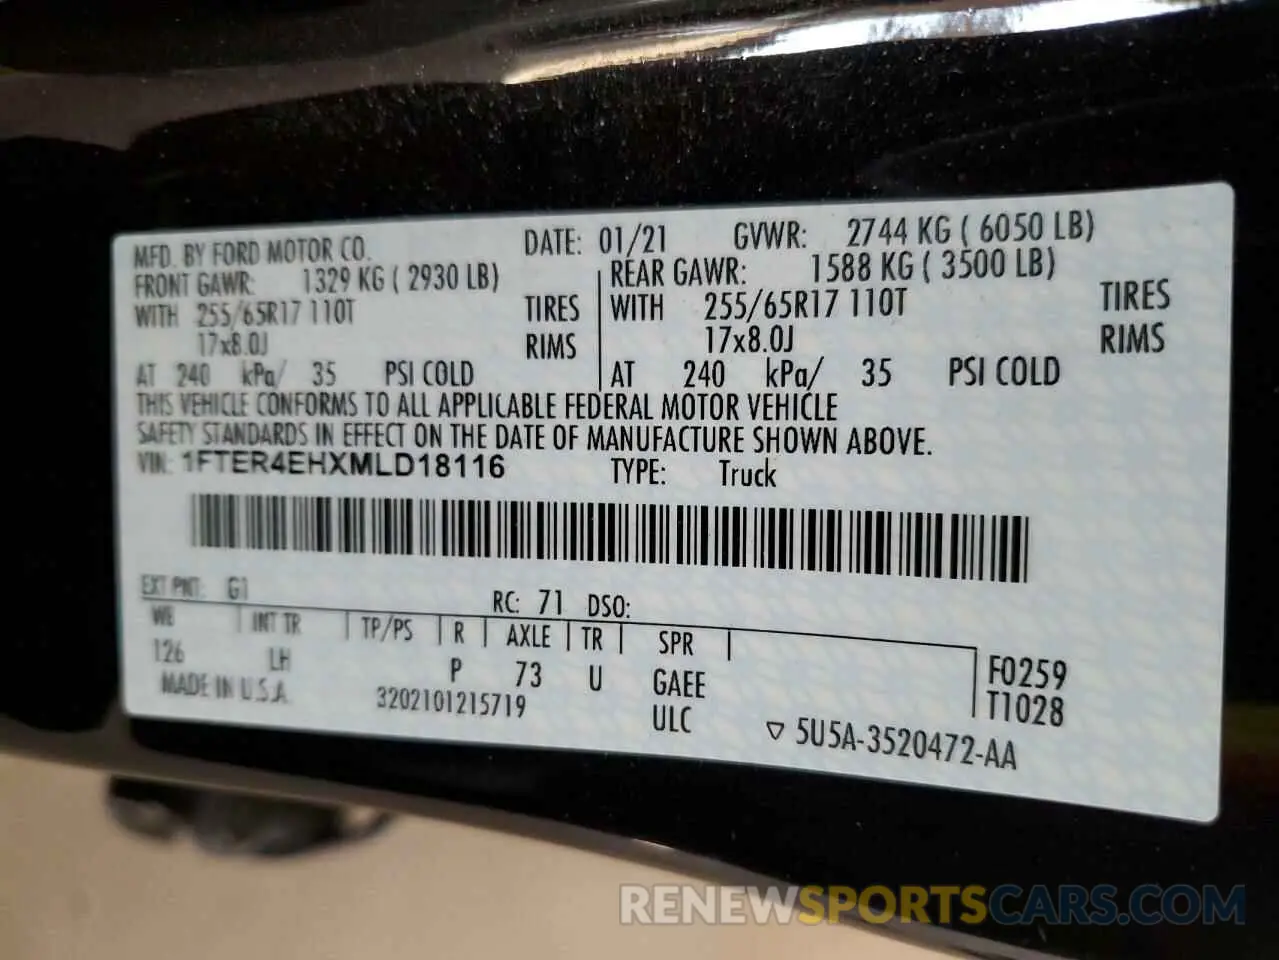 MFD. BY FORD MOTOR CO. DATE: 01/21 GVWR: 2744 KG ( 6050 LB)
FRONT GAWR: 1329 KG ( 2930 LB) REAR GAWR: 1588 KG ( 3500 LB)
WITH 255/65R17 110T TIRES WITH 255/65R17 110T TIRES
17x8.0J RIMS 17x8.0J RIMS
AT 240 kPa/ 35 PSI COLD AT 240 kPa/ 35 PSI COLD
THIS VEHICLE CONFORMS TO ALL APPLICABLE FEDERAL MOTOR VEHICLE
SAFETY STANDARDS IN EFFECT ON THE DATE OF MANUFACTURE SHOWN ABOVE.
VIN: 1FTER4EHXMLD18116 TYPE: Truck
EXT PNT: G1 RC: 71 DSO:
WB INT TR TP/PS R AXLE TR SPR
126 LH P 73 U GAEE F0259
MADE IN U.S.A. 3202101215719 ULC T1028
5U5A-3520472-AA
RENEWSPORTSCARS.COM